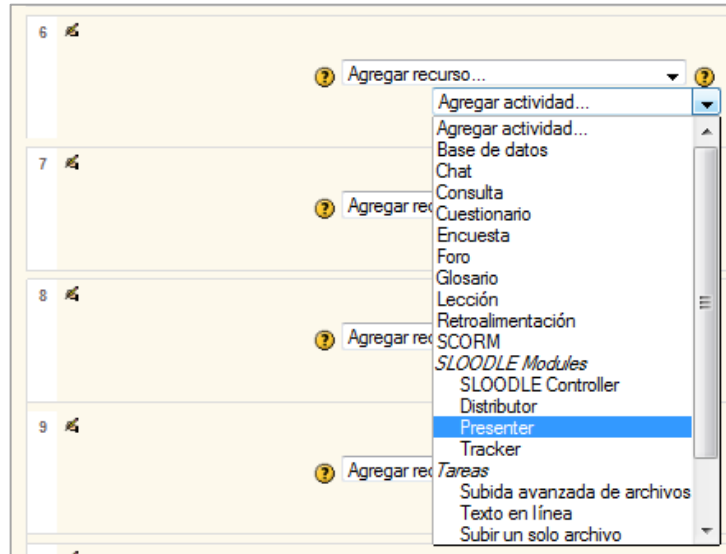 6
? Agregar recurso... ?
Agregar actividad...
Agregar actividad...
Base de datos
7
Chat
Consulta
? Agregar rec
Cuestionario
Encuesta
Foro
Glosario
8
Lección
Retroalimentación
? Agregar rec
SCORM
SLOODLE Modules
SLOODLE Controller
Distributor
9
Presenter
Tracker
? Agregar rec
Tareas
Subida avanzada de archivos
Texto en línea
Subir un solo archivo